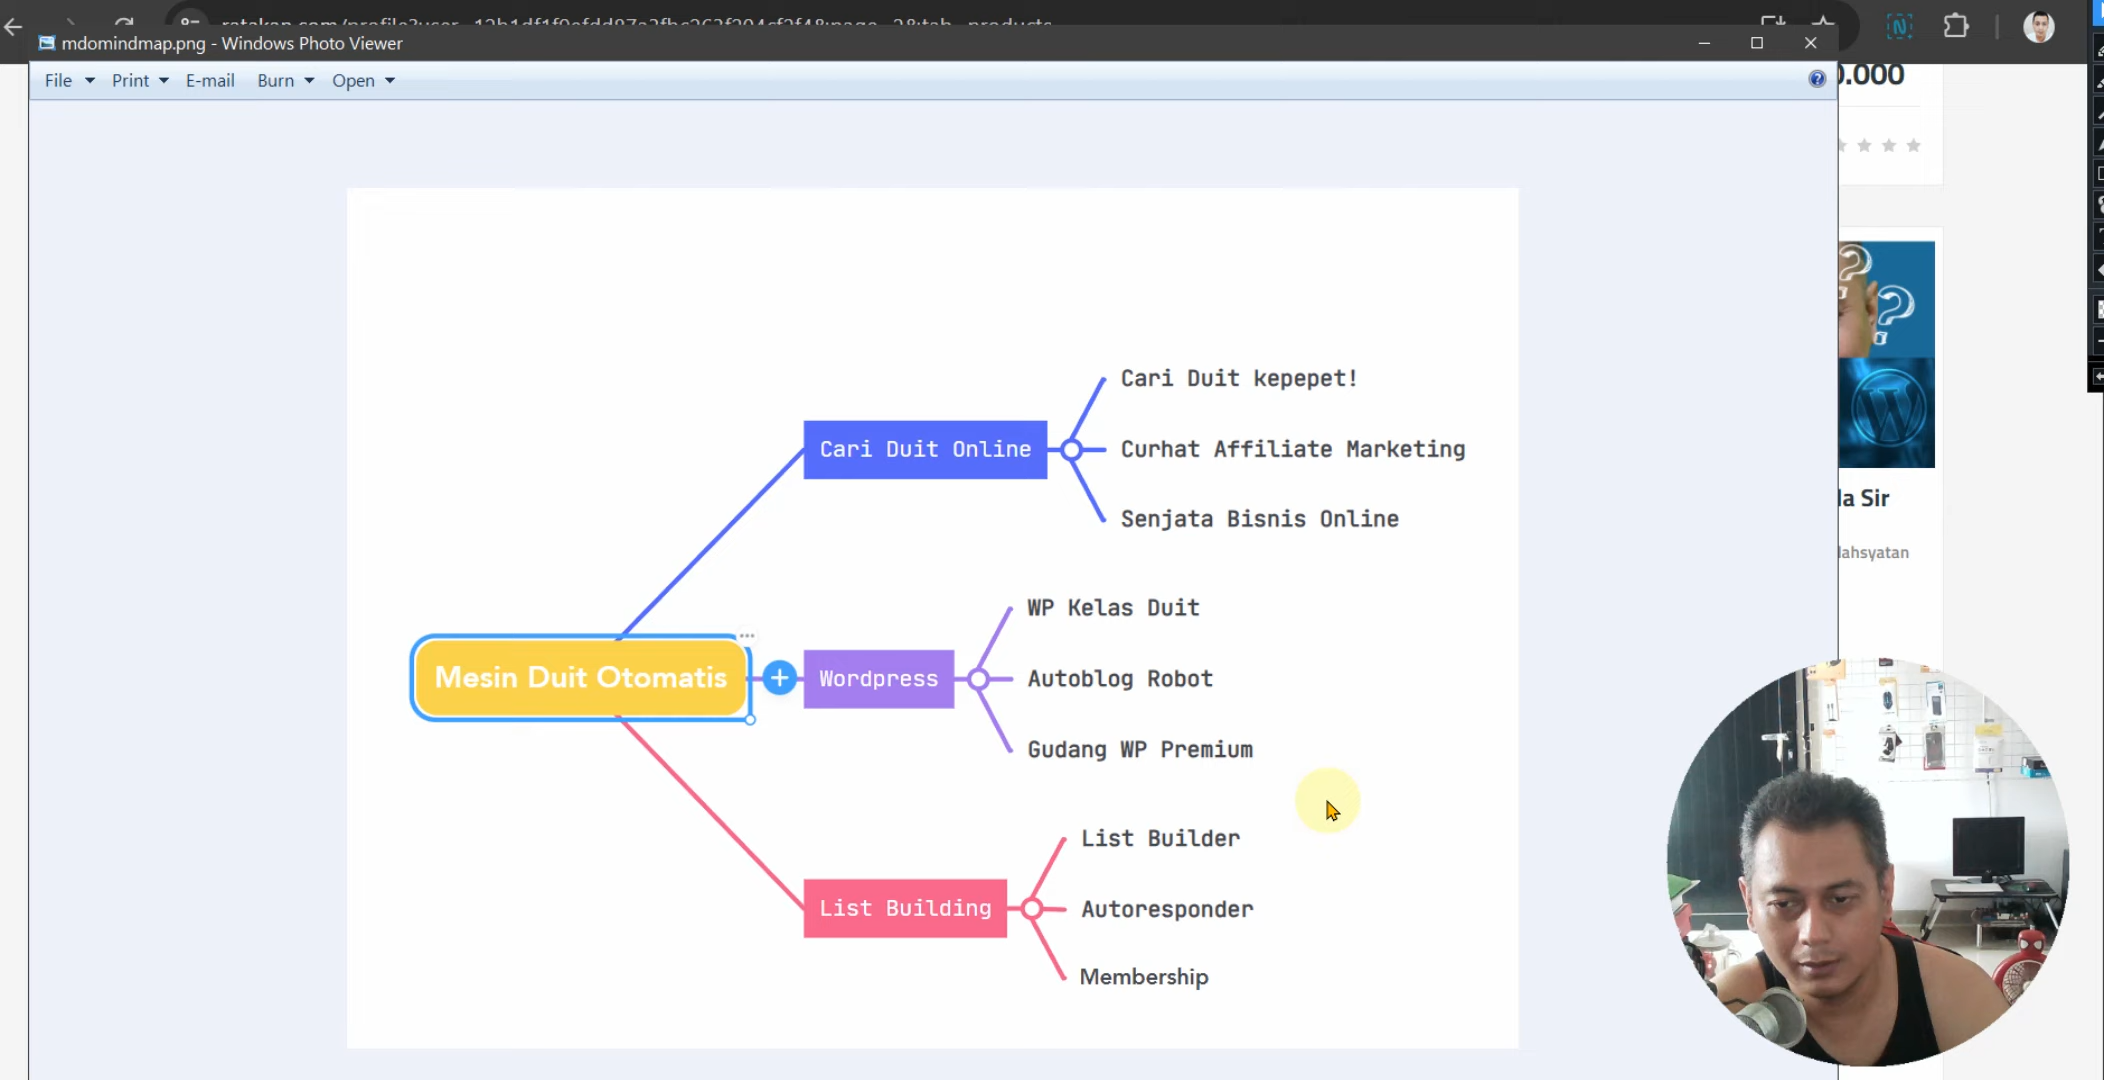 mdomindmap.png - Windows Photo Viewer
File Print E-mail Burn Open
0.000
Cari Duit kepepet!
Cari Duit Online
Curhat Affiliate Marketing
Senjata Bisnis Online
la Sir
lahsyatan
WP Kelas Duit
Mesin Duit Otomatis
Wordpress
Autoblog Robot
Gudang WP Premium
List Builder
List Building
Autoresponder
Membership